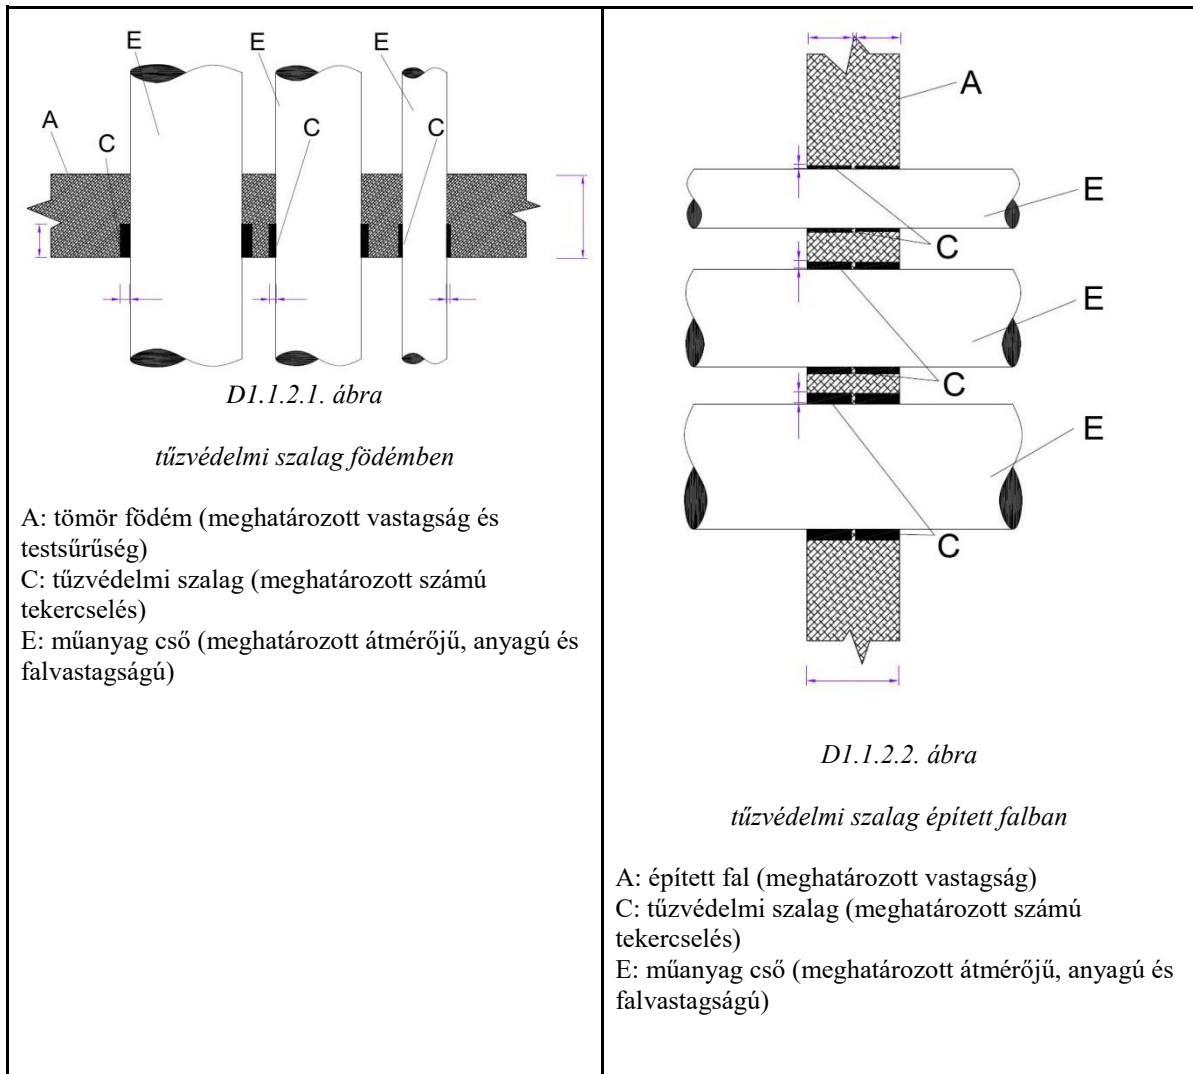 E
E
E
A
C
C
C
D1.1.2.1. ábra
tűzvédelmi szalag födémben
A: tömör födém (meghatározott vastagság és
testsűrűség)
C: tűzvédelmi szalag (meghatározott számú
tekercselés)
E: műanyag cső (meghatározott átmérőjű, anyagú és
falvastagságú)
A
E
C
E
C
E
C
D1.1.2.2. ábra
tűzvédelmi szalag épített falban
A: épített fal (meghatározott vastagság)
C: tűzvédelmi szalag (meghatározott számú
tekercselés)
E: műanyag cső (meghatározott átmérőjű, anyagú és
falvastagságú)